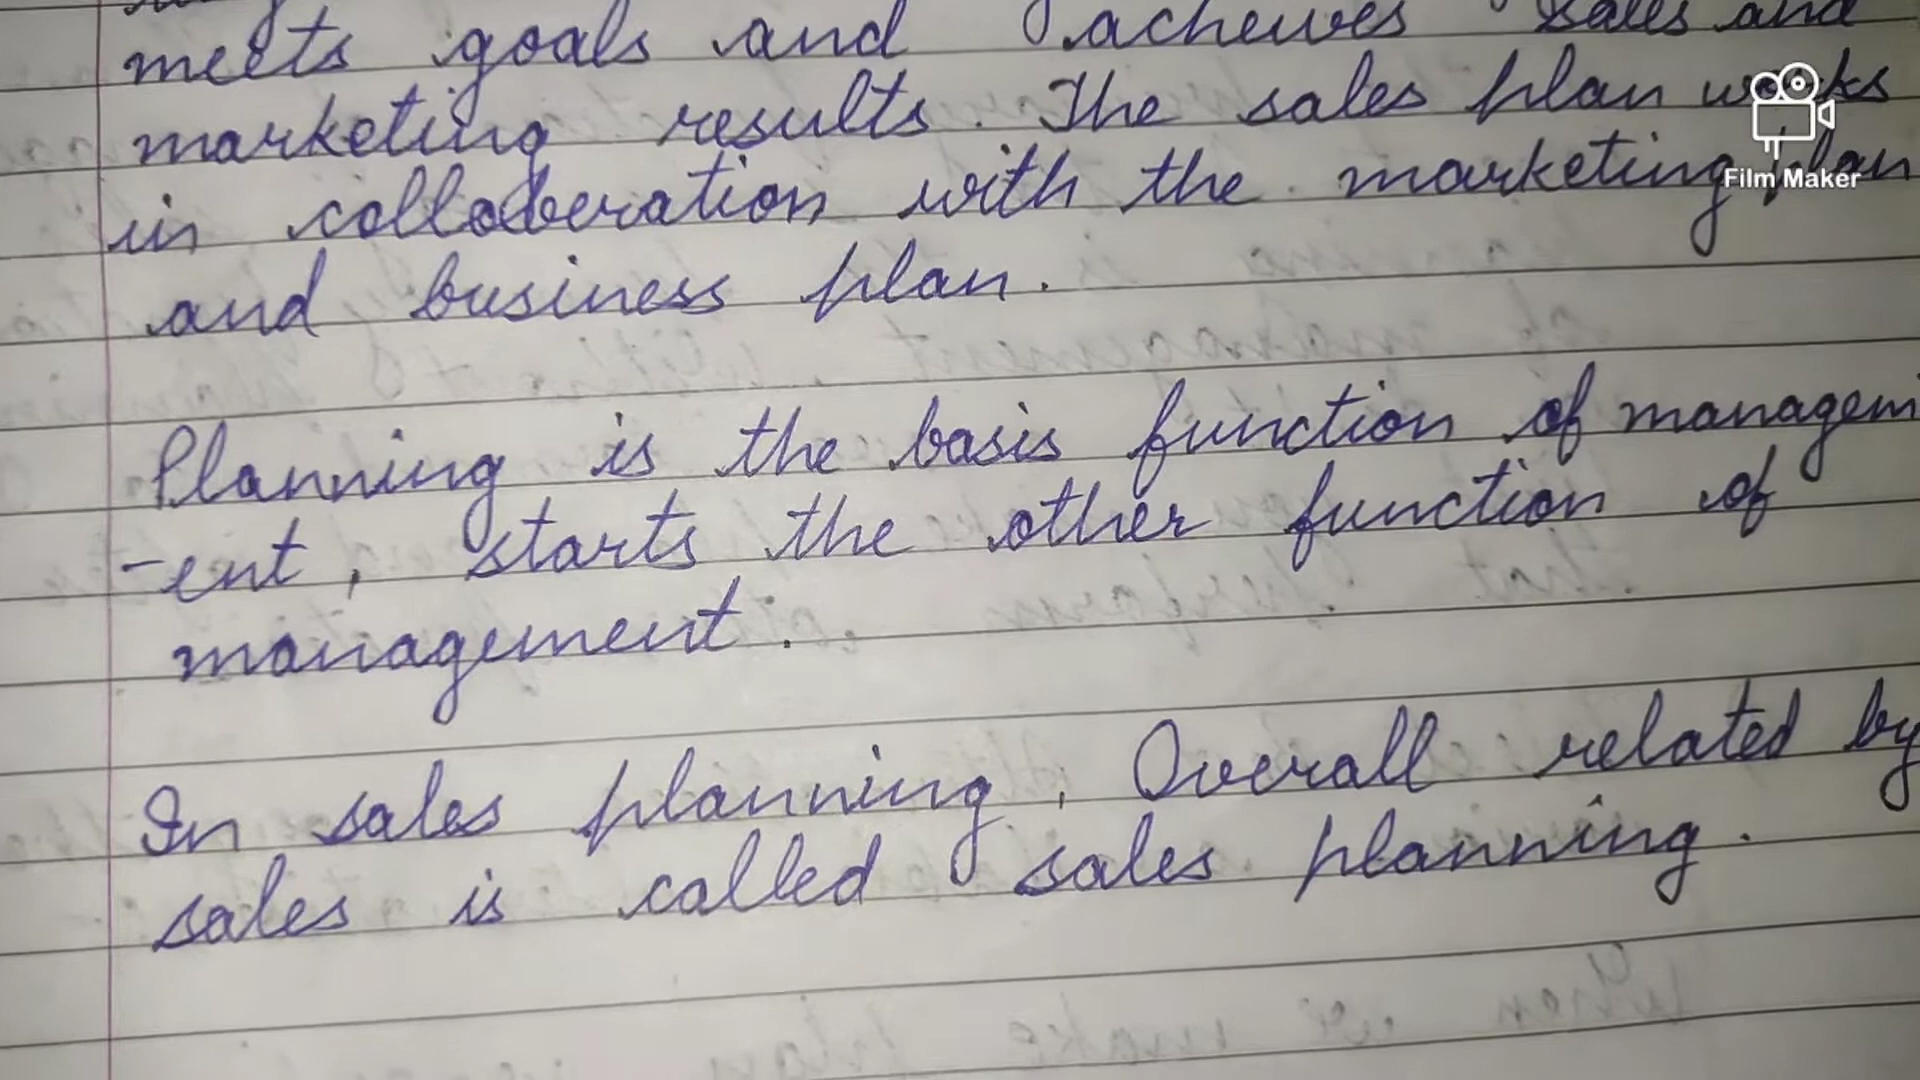 meets goals and acheives sales and
marketing results. The sales plan works
in colloberation with the marketing plan
and business plan.
Planning is the basis function of managem
-ent, starts the other function of
management.
In sales planning, Overall related by
sales is called sales planning.
Film Maker